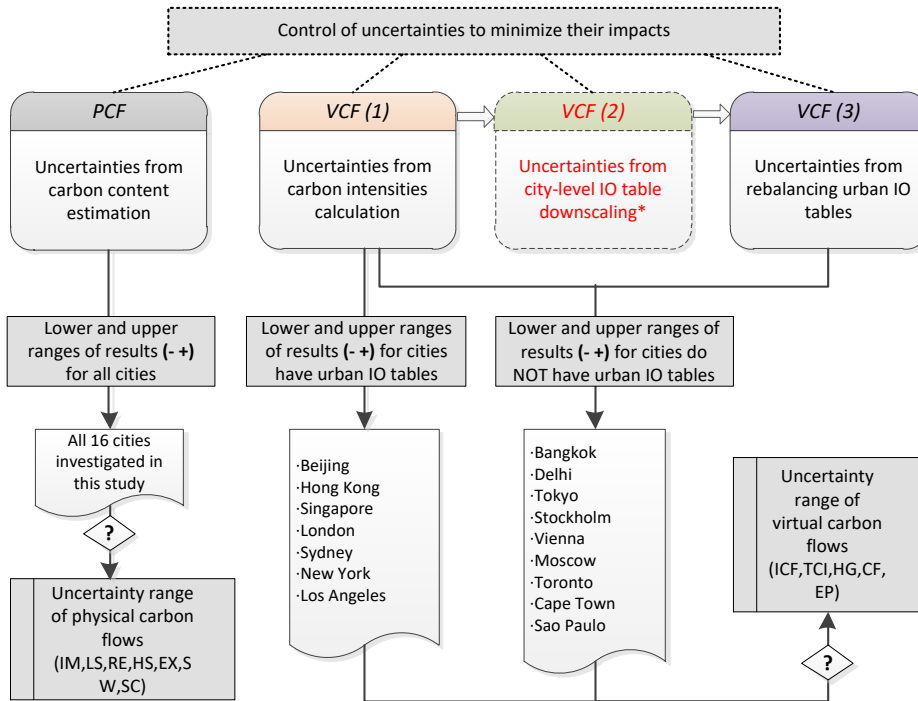 Control of uncertainties to minimize their impacts
PCF
Uncertainties from
carbon content
estimation
VCF (1)
Uncertainties from
carbon intensities
calculation
VCF (2)
Uncertainties from
city-level IO table
downscaling*
VCF (3)
Uncertainties from
rebalancing urban IO
tables
Lower and upper
ranges of results (- +)
for all cities
Lower and upper ranges
of results (- +) for cities
have urban IO tables
Lower and upper ranges of
results (- +) for cities do
NOT have urban IO tables
All 16 cities
investigated in
this study
?
Uncertainty range
of physical carbon
flows
(IM,LS,RE,HS,EX,S
W,SC)
·Beijing
·Hong Kong
·Singapore
·London
·Sydney
·New York
·Los Angeles
·Bangkok
·Delhi
·Tokyo
·Stockholm
·Vienna
·Moscow
·Toronto
·Cape Town
·Sao Paulo
Uncertainty
range of
virtual carbon
flows
(ICF,TCI,HG,CF,
EP)
?